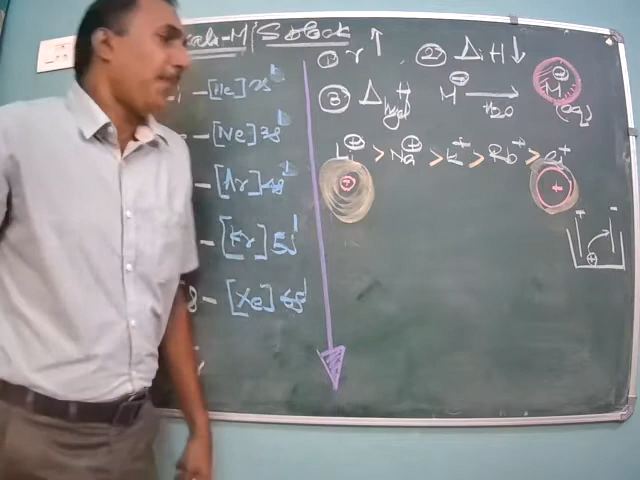 -M/S block
① r ↑ ② ΔiH ↓
③ ΔHhyd M⊕ ⟶ H2O M⊕ (aq)
Li⊕ > Na⊕ > K+ > Rb+ > Cs+
[He] 2s1
– [Ne] 3s1
– [Ar] 4s1
– [Kr] 5s1
– [Xe] 6s1